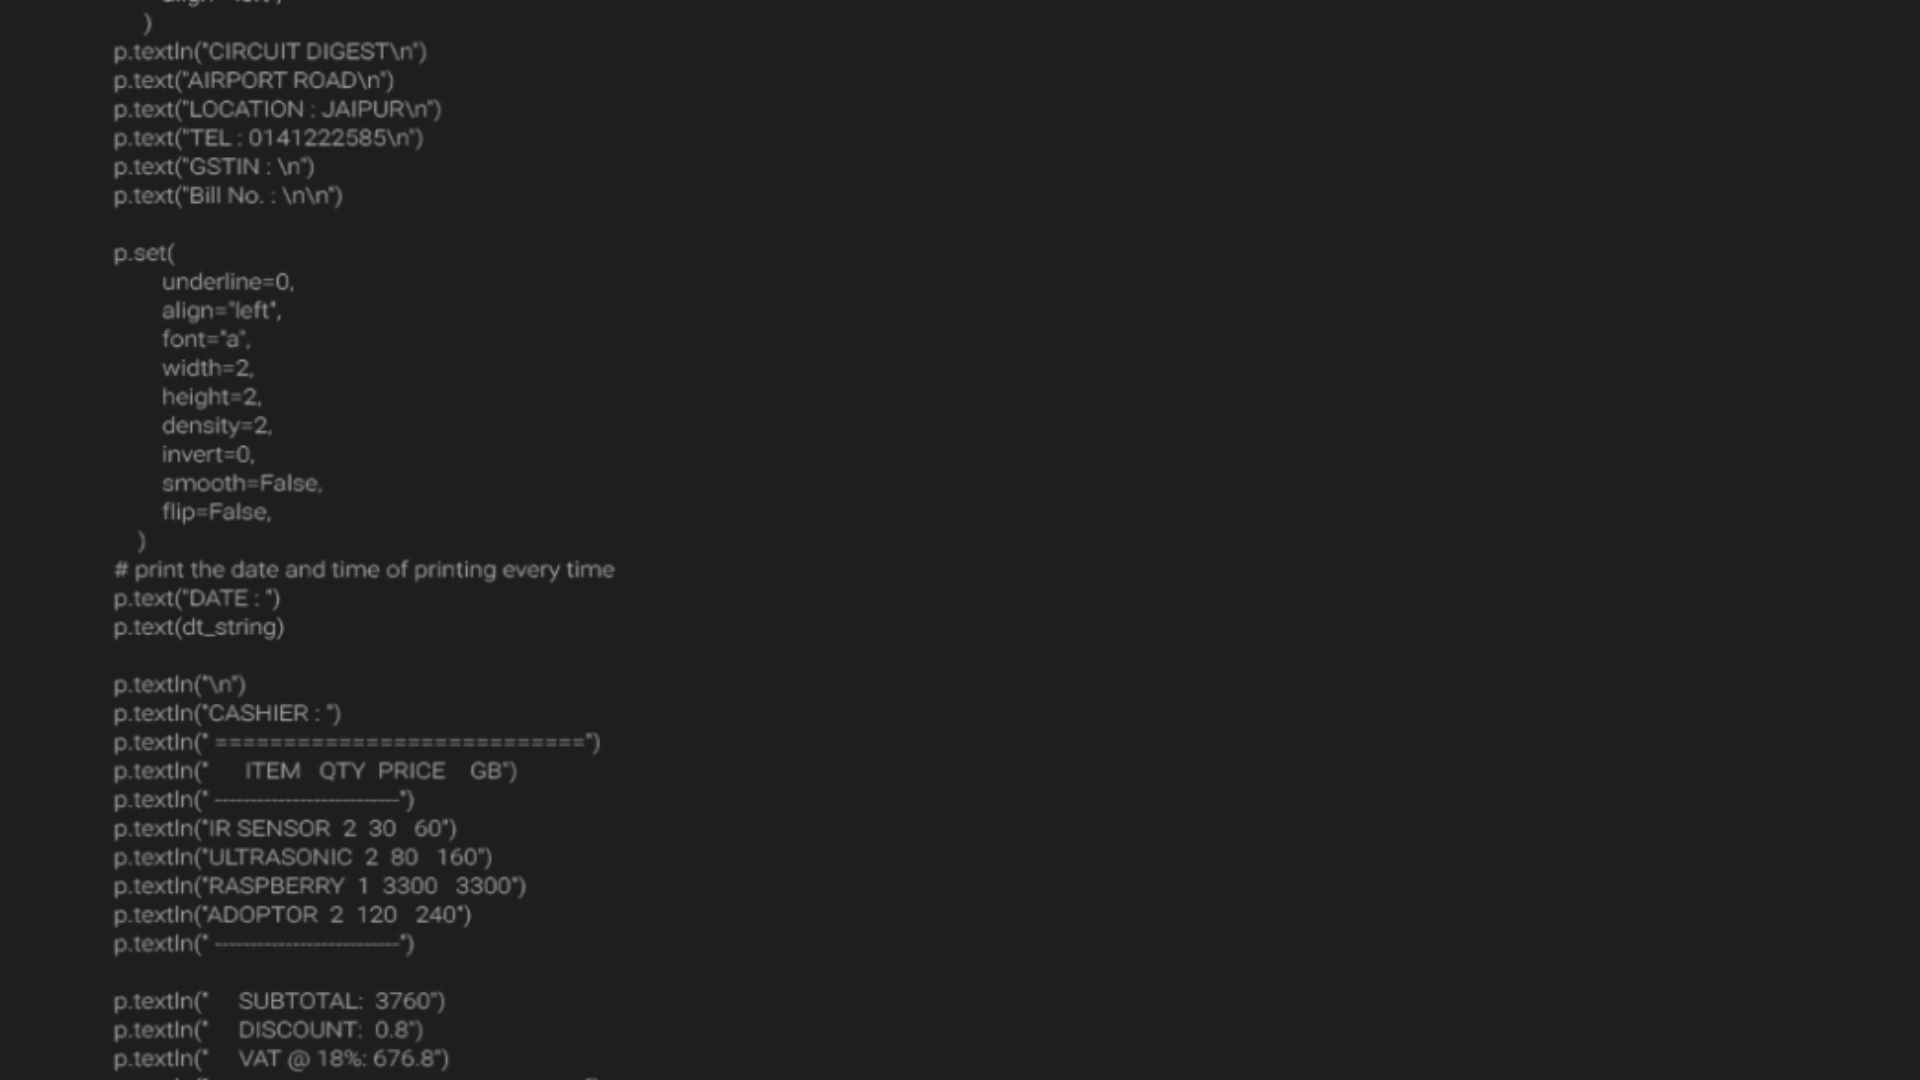 align="left",
)
p.textln("CIRCUIT DIGEST\n")
p.text("AIRPORT ROAD\n")
p.text("LOCATION : JAIPUR\n")
p.text("TEL : 0141222585\n")
p.text("GSTIN : \n")
p.text("Bill No. : \n\n")
p.set(
underline=0,
align="left",
font="a",
width=2,
height=2,
density=2,
invert=0,
smooth=False,
flip=False,
)
# print the date and time of printing every time
p.text("DATE : ")
p.text(dt_string)
p.textln("\n")
p.textln("CASHIER : ")
p.textln(" ===========================")
p.textln("      ITEM   QTY  PRICE    GB")
p.textln(" ---------------------------")
p.textln("IR SENSOR  2  30   60")
p.textln("ULTRASONIC  2  80   160")
p.textln("RASPBERRY  1  3300   3300")
p.textln("ADOPTOR  2  120   240")
p.textln(" ---------------------------")
p.textln("     SUBTOTAL:  3760")
p.textln("     DISCOUNT:  0.8")
p.textln("     VAT @ 18%: 676.8")